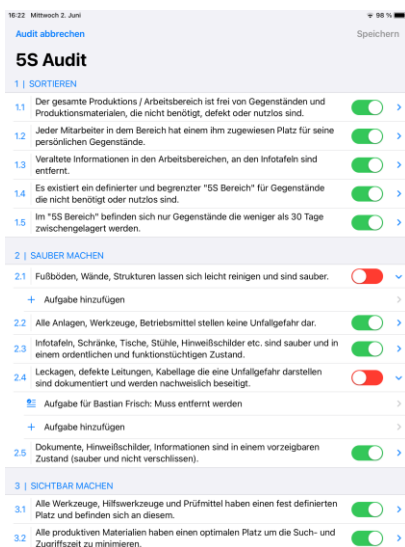 16:22 Mittwoch 2. Juni 98 %
Audit abbrechen Speichern
5S Audit
1 | SORTIEREN
1.1 Der gesamte Produktions / Arbeitsbereich ist frei von Gegenständen und
Produktionsmaterialen, die nicht benötigt, defekt oder nutzlos sind.
1.2 Jeder Mitarbeiter in dem Bereich hat einem ihm zugewiesen Platz für seine
persönlichen Gegenstände.
1.3 Veraltete Informationen in den Arbeitsbereichen, an den Infotafeln sind
entfernt.
1.4 Es existiert ein definierter und begrenzter "5S Bereich" für Gegenstände
die nicht benötigt oder nutzlos sind.
1.5 Im "5S Bereich" befinden sich nur Gegenstände die weniger als 30 Tage
zwischengelagert werden.
2 | SAUBER MACHEN
2.1 Fußböden, Wände, Strukturen lassen sich leicht reinigen und sind sauber.
+ Aufgabe hinzufügen
2.2 Alle Anlagen, Werkzeuge, Betriebsmittel stellen keine Unfallgefahr dar.
2.3 Infotafeln, Schränke, Tische, Stühle, Hinweißschilder etc. sind sauber und in
einem ordentlichen und funktionstüchtigen Zustand.
2.4 Leckagen, defekte Leitungen, Kabellage die eine Unfallgefahr darstellen
sind dokumentiert und werden nachweislich beseitigt.
Aufgabe für Bastian Frisch: Muss entfernt werden
+ Aufgabe hinzufügen
2.5 Dokumente, Hinweißschilder, Informationen sind in einem vorzeigbaren
Zustand (sauber und nicht verschlissen).
3 | SICHTBAR MACHEN
3.1 Alle Werkzeuge, Hilfswerkzeuge und Prüfmittel haben einen fest definierten
Platz und befinden sich an diesem.
3.2 Alle produktiven Materialien haben einen optimalen Platz um die Such- und
Zugriffszeit zu minimieren.